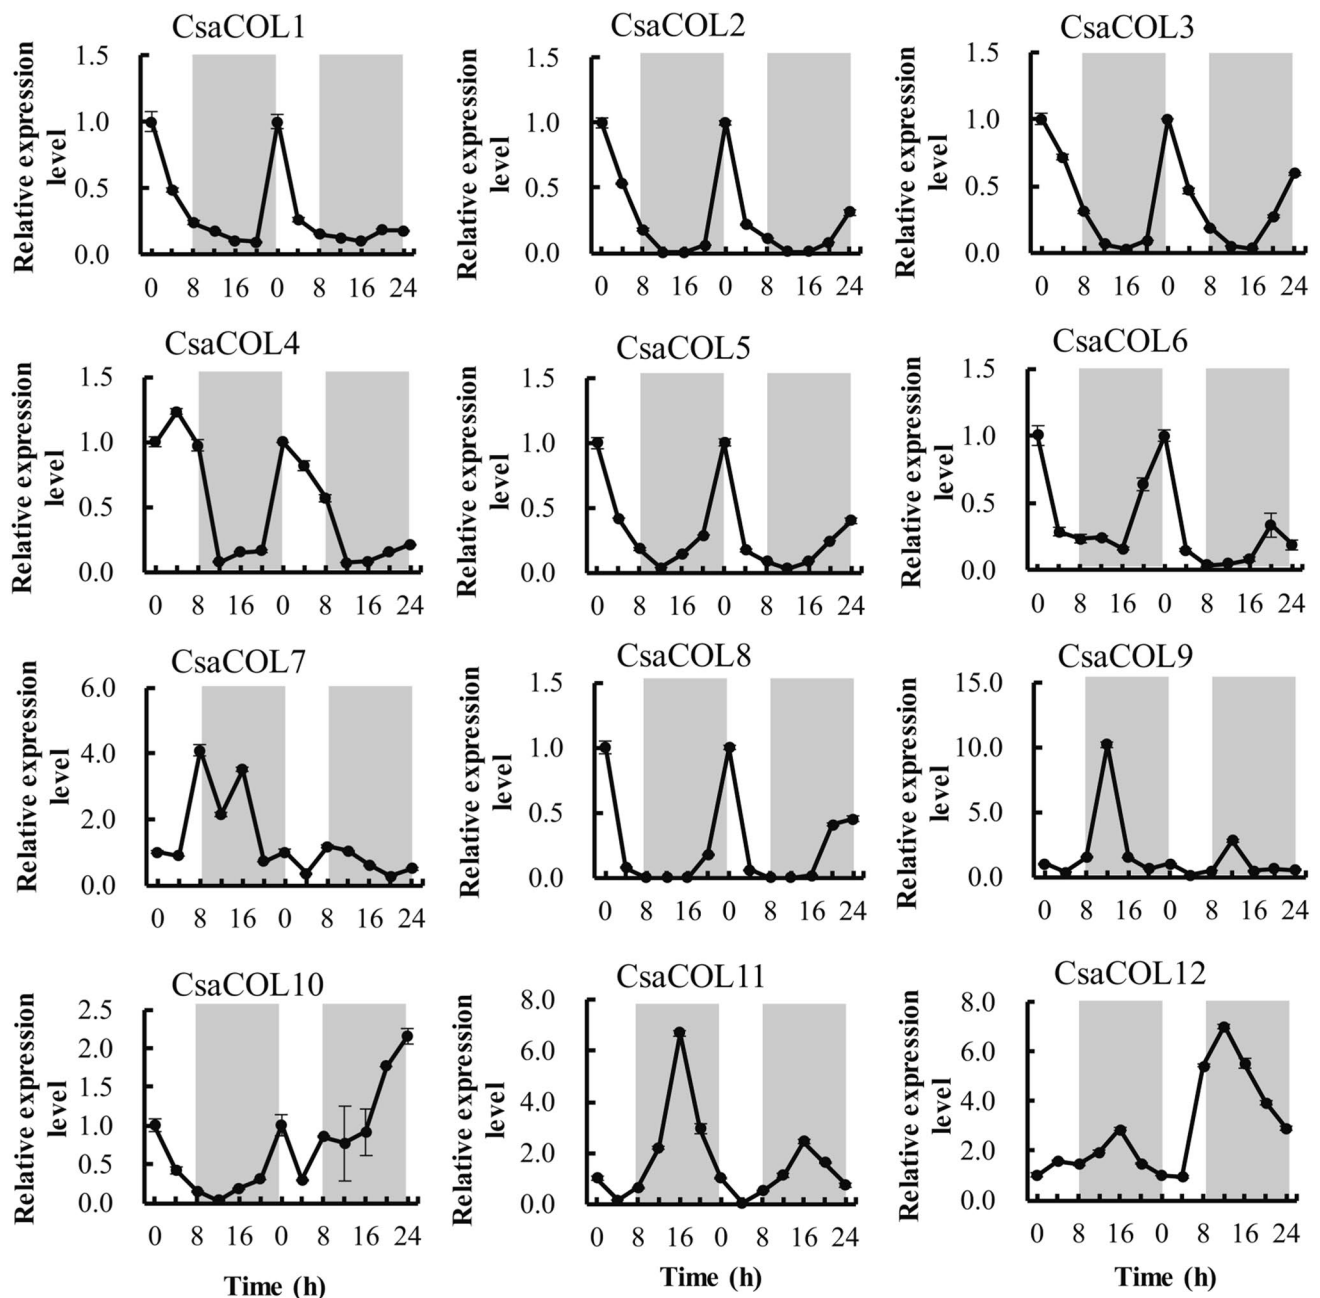 CsaCOL1
CsaCOL2
CsaCOL3
Relative expression
level
1.5
1.0
0.5
0.0
0 8 16 0 8 16 24
Relative expression
level
1.5
1.0
0.5
0.0
0 8 16 0 8 16 24
Relative expression
level
1.5
1.0
0.5
0.0
0 8 16 0 8 16 24
CsaCOL4
CsaCOL5
CsaCOL6
Relative expression
level
1.5
1.0
0.5
0.0
0 8 16 0 8 16 24
Relative expression
level
1.5
1.0
0.5
0.0
0 8 16 0 8 16 24
Relative expression
level
1.5
1.0
0.5
0.0
0 8 16 0 8 16 24
CsaCOL7
CsaCOL8
CsaCOL9
Relative expression
level
6.0
4.0
2.0
0.0
0 8 16 0 8 16 24
Relative expression
level
1.5
1.0
0.5
0.0
0 8 16 0 8 16 24
Relative expression
level
15.0
10.0
5.0
0.0
0 8 16 0 8 16 24
CsaCOL10
CsaCOL11
CsaCOL12
Relative expression
level
2.5
2.0
1.5
1.0
0.5
0.0
0 8 16 0 8 16 24
Time (h)
Relative expression
level
8.0
6.0
4.0
2.0
0.0
0 8 16 0 8 16 24
Time (h)
Relative expression
level
8.0
6.0
4.0
2.0
0.0
0 8 16 0 8 16 24
Time (h)